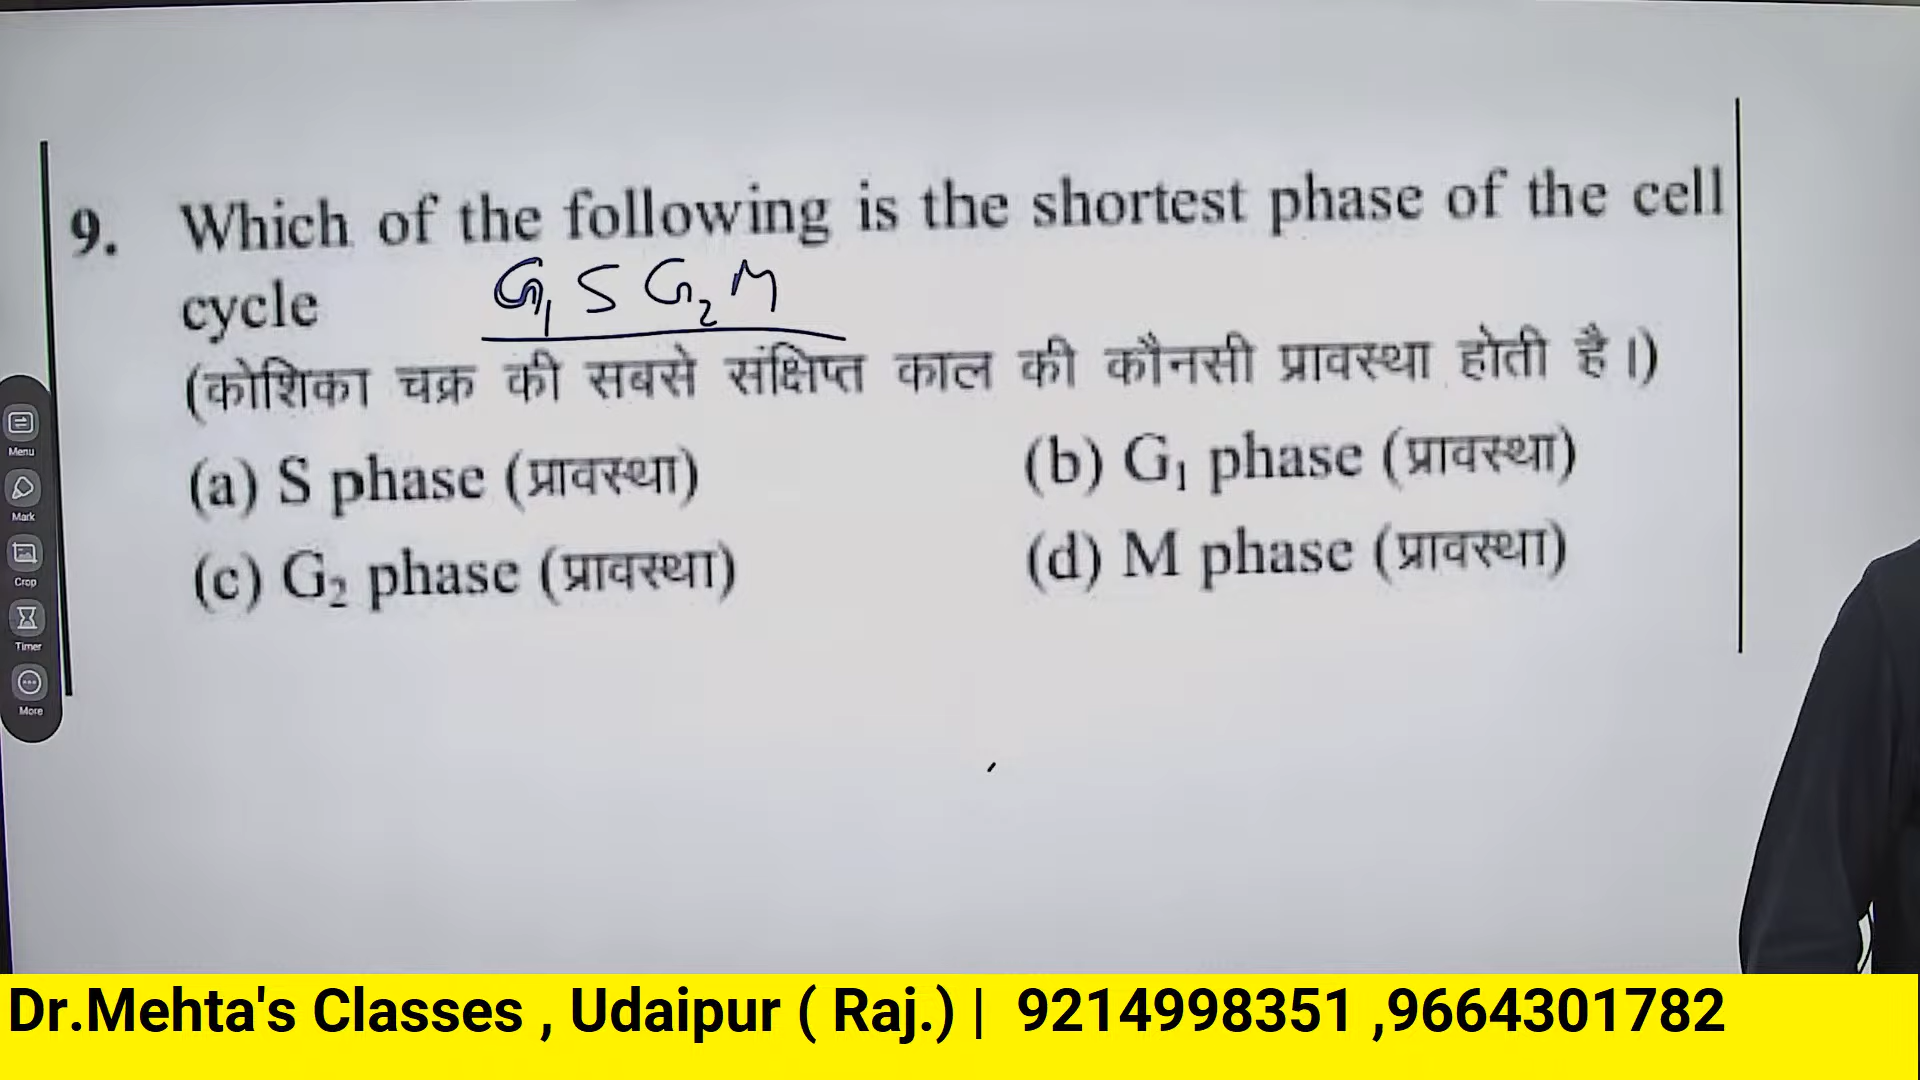 9. Which of the following is the shortest phase of the cell
cycle
G₁ S G₂ M
(कोशिका चक्र की सबसे संक्षिप्त काल की कौनसी प्रावस्था होती है।)
(a) S phase (प्रावस्था) (b) G₁ phase (प्रावस्था)
(c) G₂ phase (प्रावस्था) (d) M phase (प्रावस्था)
Menu
Mark
Crop
Timer
More
Dr.Mehta's Classes , Udaipur ( Raj.) | 9214998351 ,9664301782